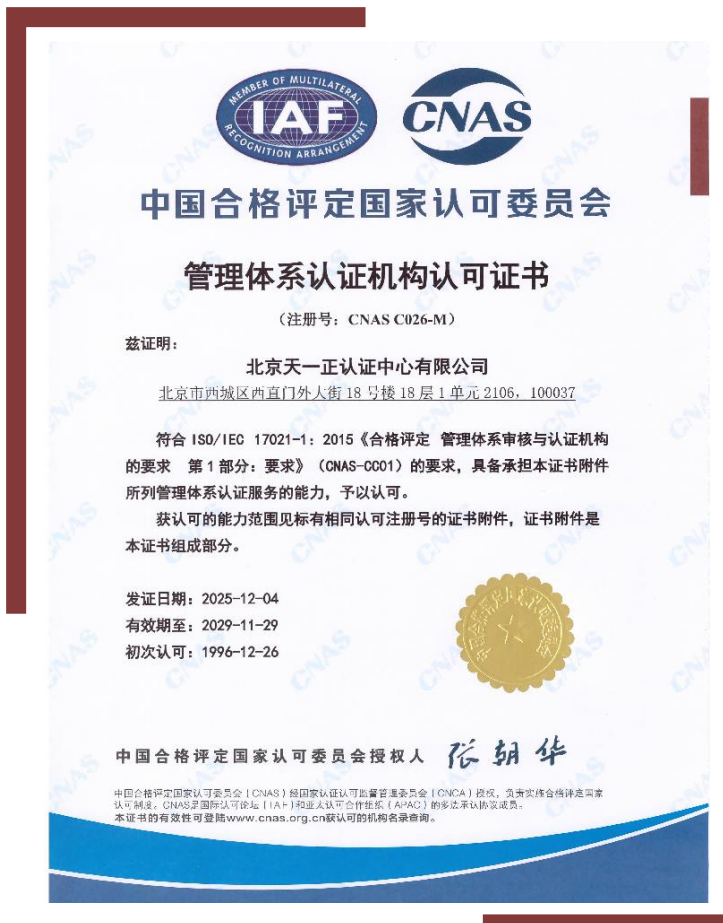 MEMBER OF MULTILATERAL
IAF
RECOGNITION ARRANGEMENT
CNAS
中国合格评定国家认可委员会
管理体系认证机构认可证书
（注册号：CNAS C026-M）
兹证明：
北京天一正认证中心有限公司
北京市西城区西直门外大街 18 号楼 18 层 1 单元 2106，100037
符合 ISO/IEC 17021-1：2015《合格评定 管理体系审核与认证机构
的要求 第 1 部分：要求》（CNAS-CC01）的要求，具备承担本证书附件
所列管理体系认证服务的能力，予以认可。
获认可的能力范围见标有相同认可注册号的证书附件，证书附件是
本证书组成部分。
发证日期：2025-12-04
有效期至：2029-11-29
初次认可：1996-12-26
中国合格评定国家认可委员会授权人 张朝华
中国合格评定国家认可委员会（CNAS）经国家认证认可监督管理委员会（CNCA）授权，负责实施合格评定国家
认可制度。CNAS是国际认可论坛（IAF）和亚太认可合作组织（APAC）的多边承认协议成员。
本证书的有效性可登陆www.cnas.org.cn获认可的机构名录查询。